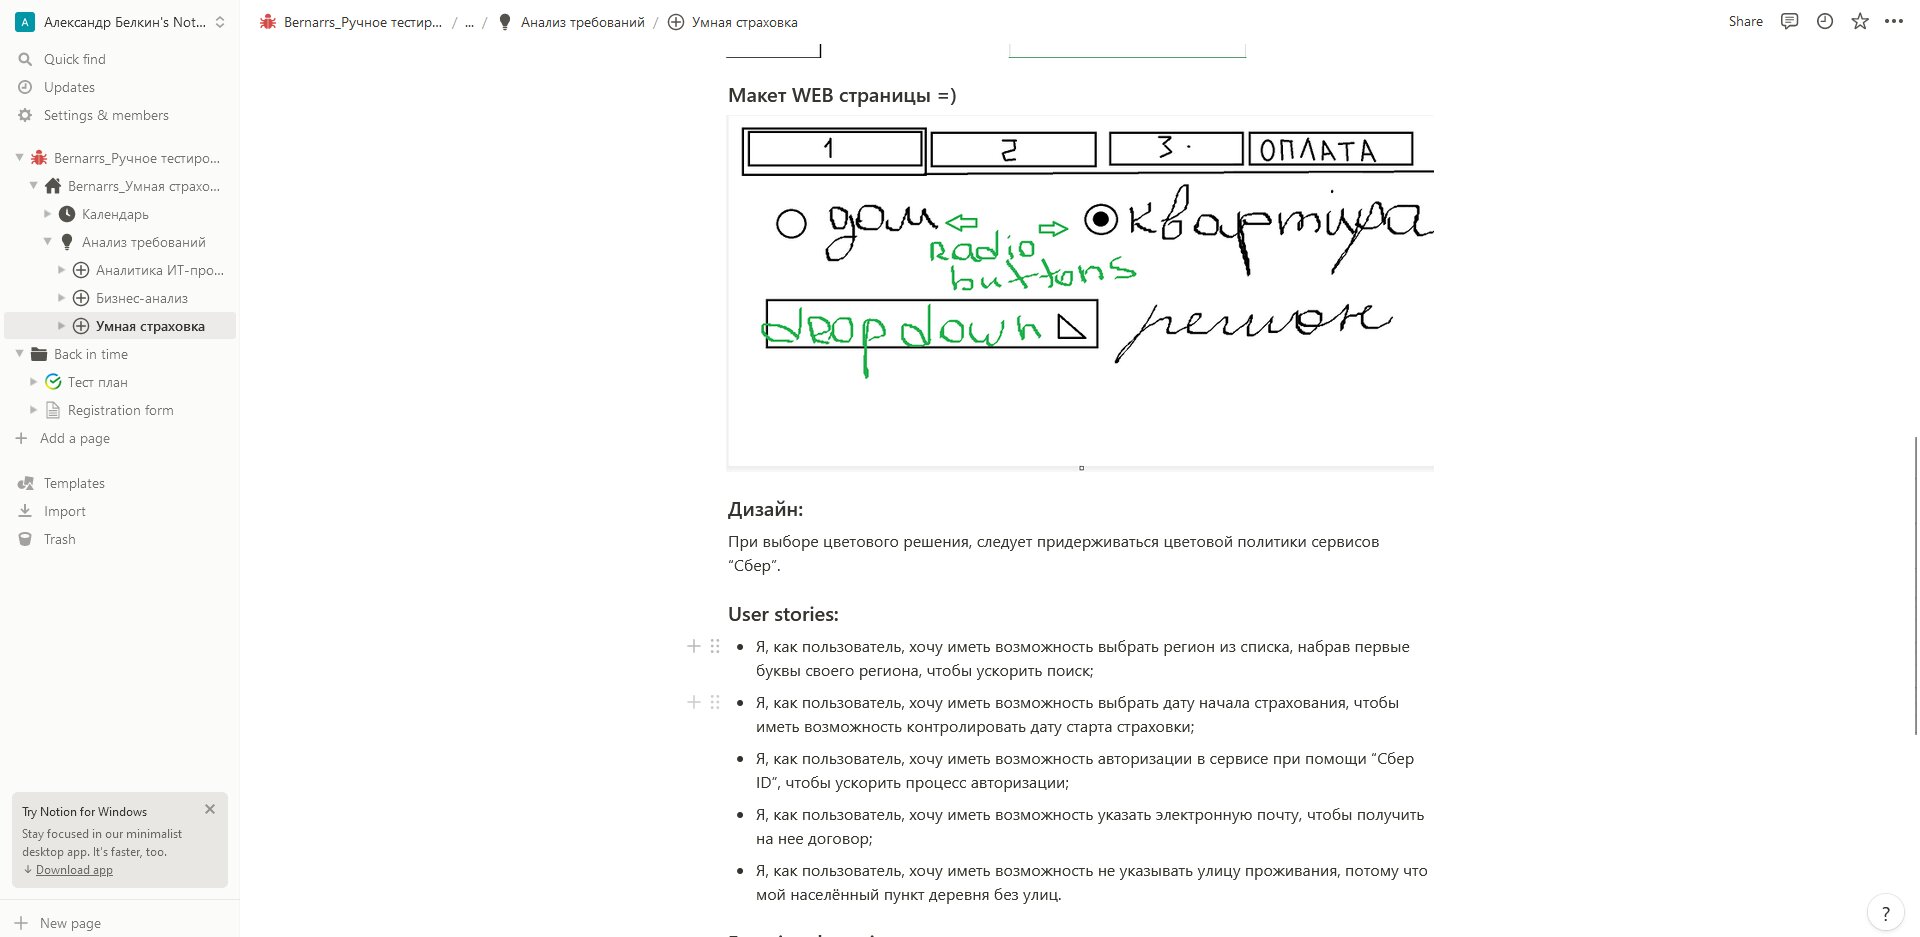 Александр Белкин's Not...
Quick find
Updates
Settings & members
Bernarrs_Ручное тестиро...
Bernarrs_Умная страхо...
Календарь
Анализ требований
Аналитика ИТ-про...
Бизнес-анализ
Умная страховка
Back in time
Тест план
Registration form
Add a page
Templates
Import
Trash
Try Notion for Windows
Stay focused in our minimalist
desktop app. It's faster, too.
Download app
New page
Bernarrs_Ручное тестир... / ... / Анализ требований / Умная страховка
Share
Макет WEB страницы =)
1 2 3. ОПЛАТА
дом квартира
radio
buttons
dropdown регион
Дизайн:
При выборе цветового решения, следует придерживаться цветовой политики сервисов
“Сбер”.
User stories:
Я, как пользователь, хочу иметь возможность выбрать регион из списка, набрав первые
буквы своего региона, чтобы ускорить поиск;
Я, как пользователь, хочу иметь возможность выбрать дату начала страхования, чтобы
иметь возможность контролировать дату старта страховки;
Я, как пользователь, хочу иметь возможность авторизации в сервисе при помощи “Сбер
ID”, чтобы ускорить процесс авторизации;
Я, как пользователь, хочу иметь возможность указать электронную почту, чтобы получить
на нее договор;
Я, как пользователь, хочу иметь возможность не указывать улицу проживания, потому что
мой населённый пункт деревня без улиц.
?